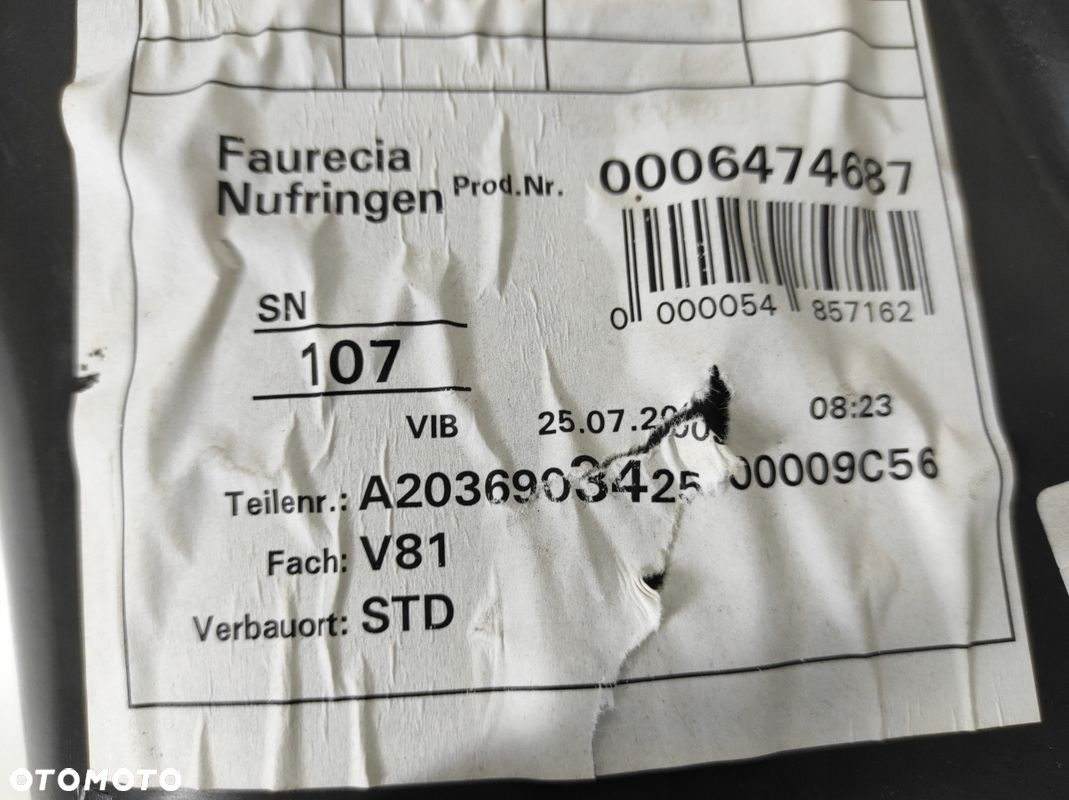 Faurecia
Nufringen Prod.Nr. 0006474687
0 000054 857162
SN
107
VIB 25.07.20 08:23
Teilenr.: A2036903425 00009C56
Fach: V81
Verbauort: STD
OTOMOTO